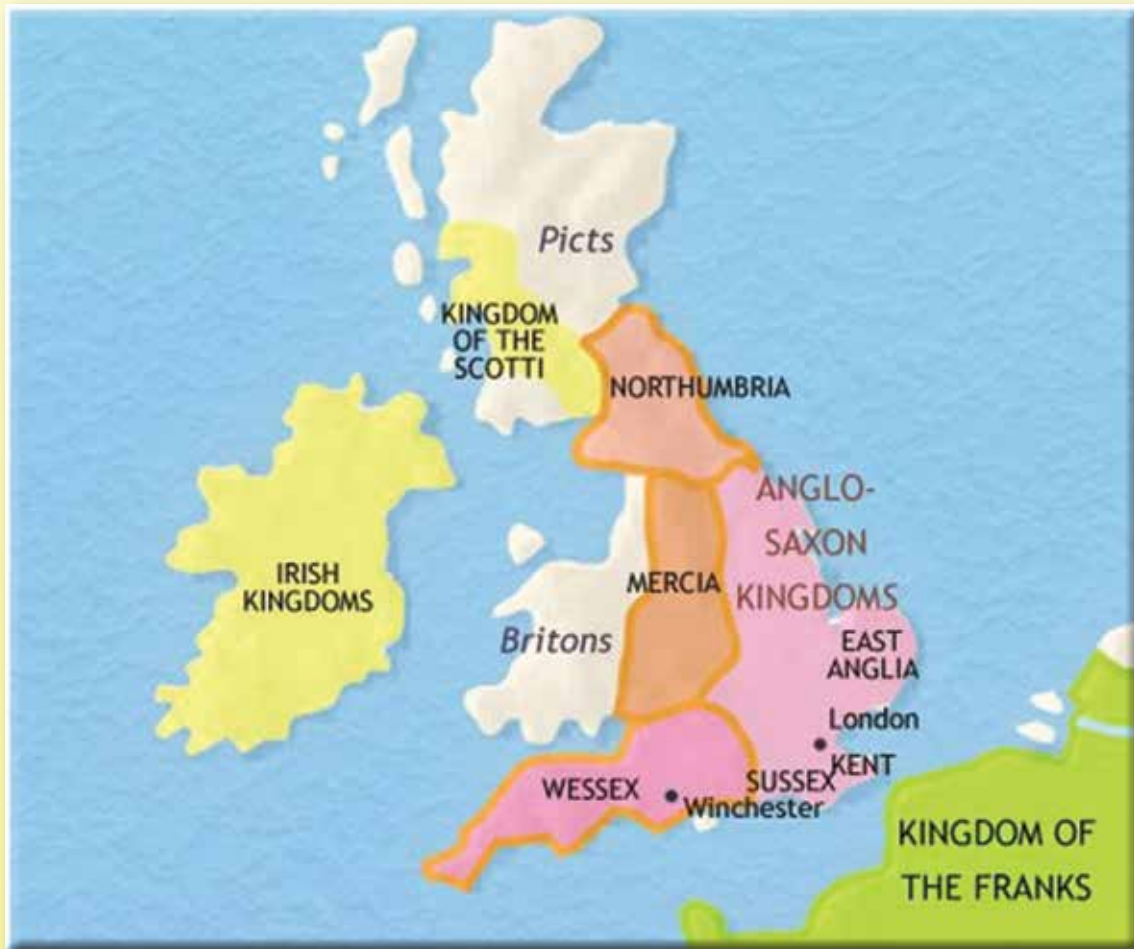 Picts
KINGDOM
OF THE
SCOTTI
NORTHUMBRIA
ANGLO-
SAXON
KINGDOMS
IRISH
KINGDOMS
MERCIA
Britons
EAST
ANGLIA
London
KENT
SUSSEX
WESSEX
Winchester
KINGDOM OF
THE FRANKS